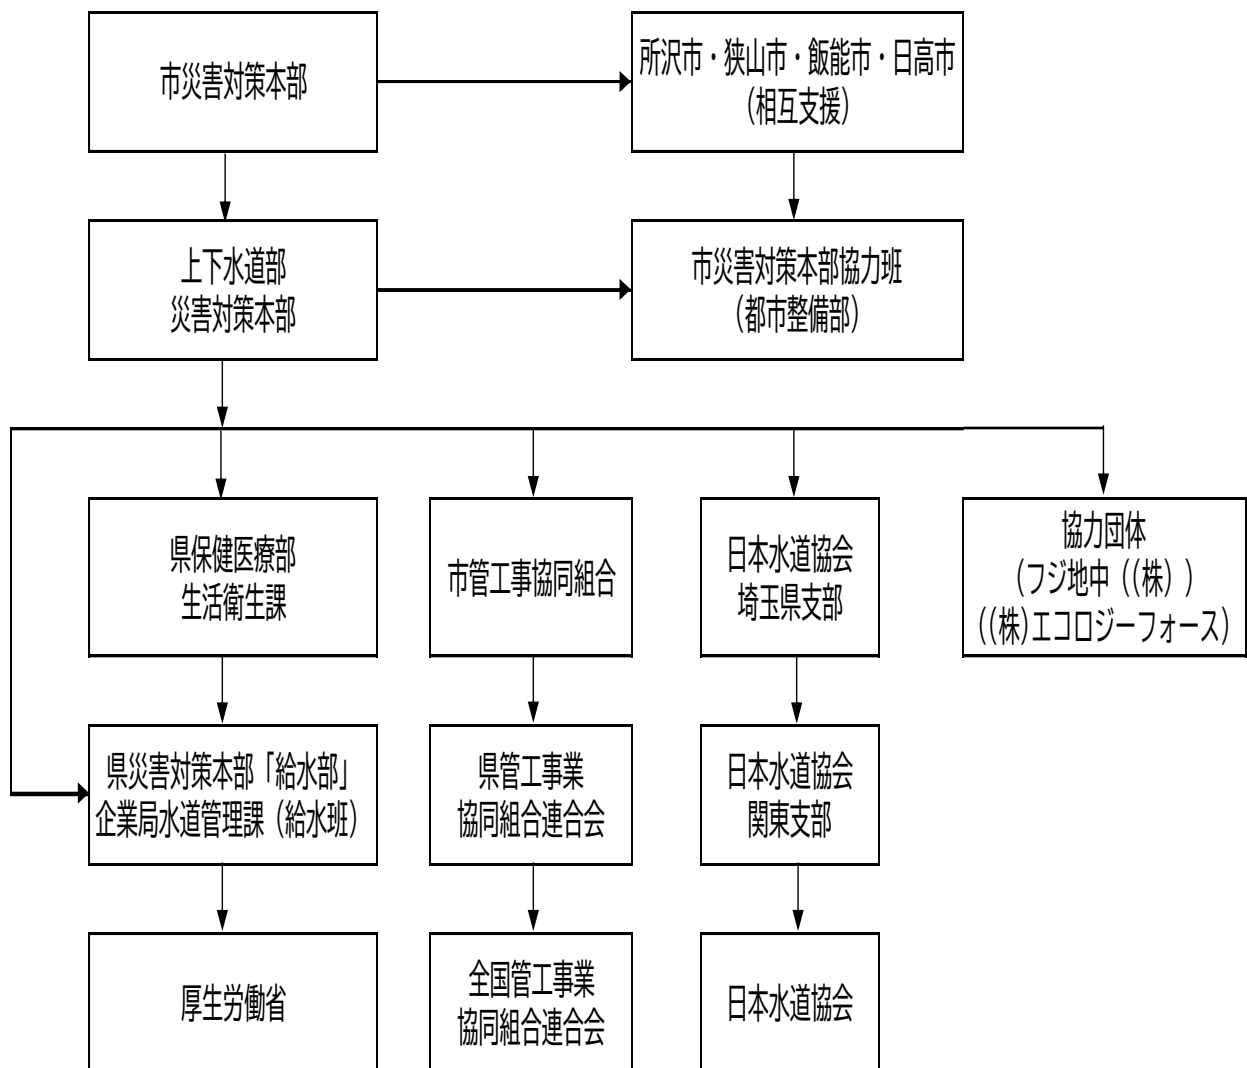 市災害対策本部
所沢市・狭山市・飯能市・日高市
（相互支援）
上下水道部
災害対策本部
市災害対策本部協力班
（都市整備部）
県保健医療部
生活衛生課
市管工事協同組合
日本水道協会
埼玉県支部
協力団体
（フジ地中（(株)））
（(株)エコロジーフォース）
県災害対策本部「給水部」
企業局水道管理課（給水班）
県管工事業
協同組合連合会
日本水道協会
関東支部
厚生労働省
全国管工事業
協同組合連合会
日本水道協会